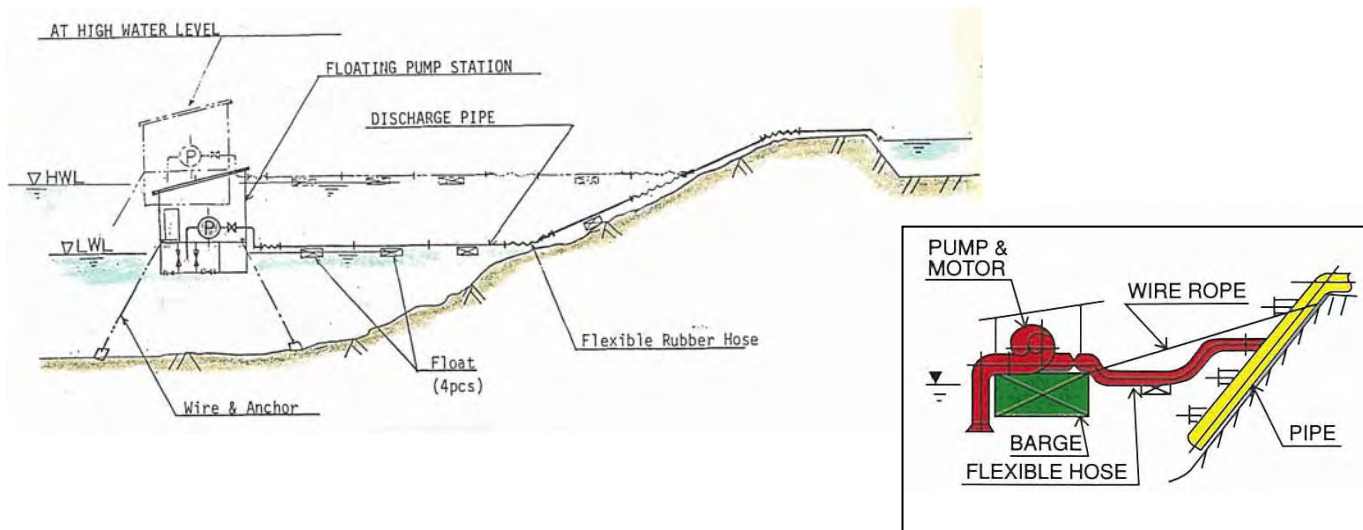 AT HIGH WATER LEVEL
FLOATING PUMP STATION
DISCHARGE PIPE
P
HWL
P
LWL
Flexible Rubber Hose
Float
(4pcs)
Wire & Anchor
PUMP &
MOTOR
WIRE ROPE
BARGE
FLEXIBLE HOSE
PIPE